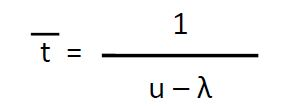 t̅ = 1 / (u – λ)